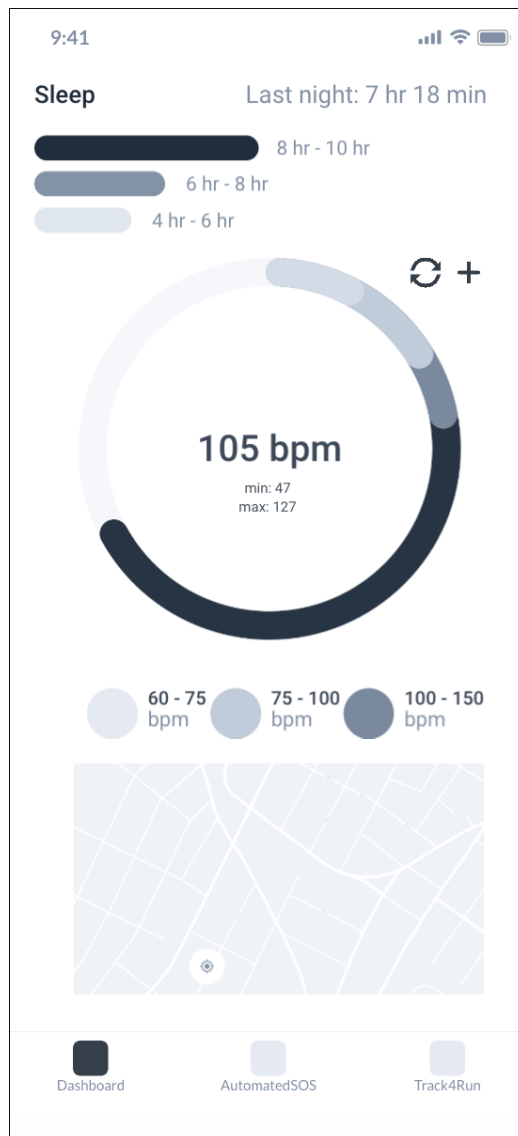 9:41
Sleep Last night: 7 hr 18 min
8 hr - 10 hr
6 hr - 8 hr
4 hr - 6 hr
105 bpm
min: 47
max: 127
60 - 75 75 - 100 100 - 150
bpm bpm bpm
Dashboard AutomatedSOS Track4Run